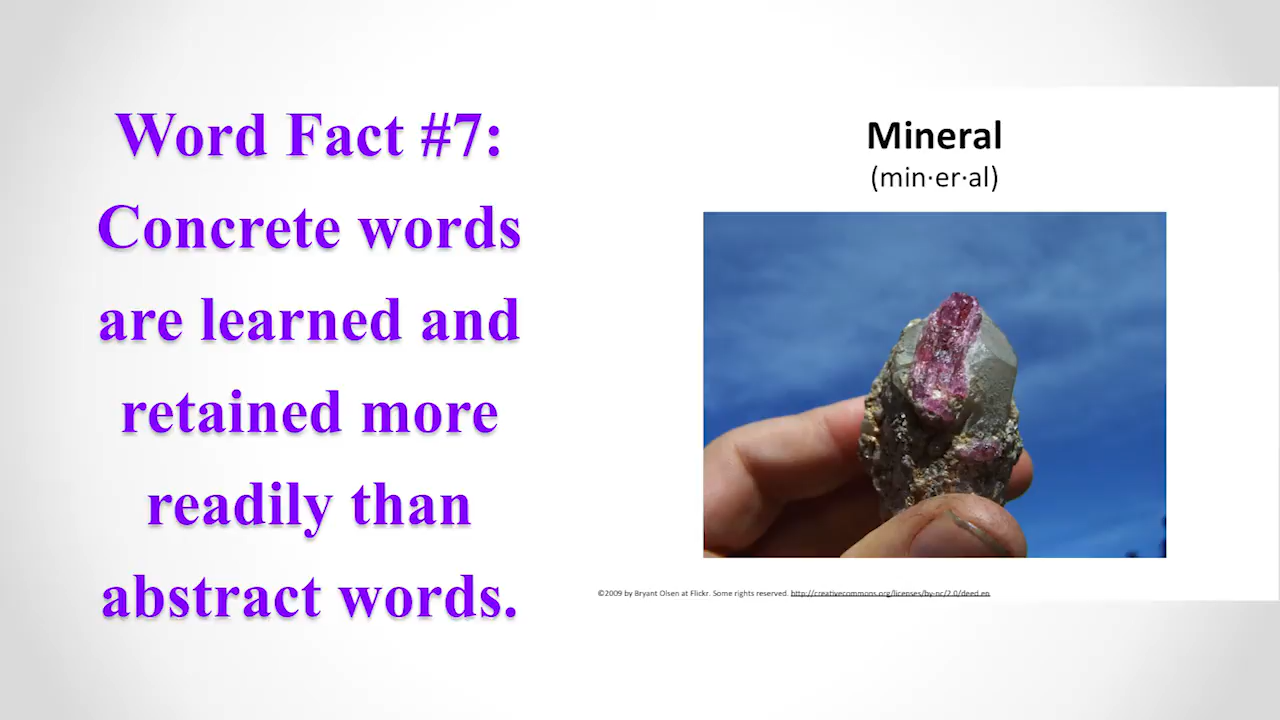 Word Fact #7:
Concrete words
are learned and
retained more
readily than
abstract words.
Mineral
(min·er·al)
©2009 by Bryant Olsen at Flickr. Some rights reserved. http://creativecommons.org/licenses/by-nc/2.0/deed.en